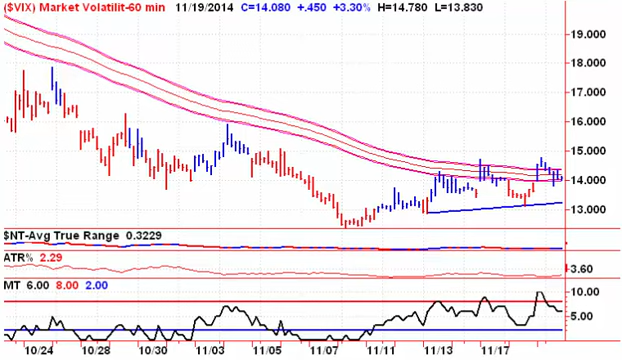 ($VIX) Market Volatilit-60 min 11/19/2014 C=14.080 +.450 +3.30% H=14.780 L=13.830
19.000
18.000
17.000
16.000
15.000
14.000
13.000
$NT-Avg True Range 0.3229
ATR% 2.29
3.60
MT 6.00 8.00 2.00
10.00
5.00
10/24 10/28 10/30 11/03 11/05 11/07 11/11 11/13 11/17